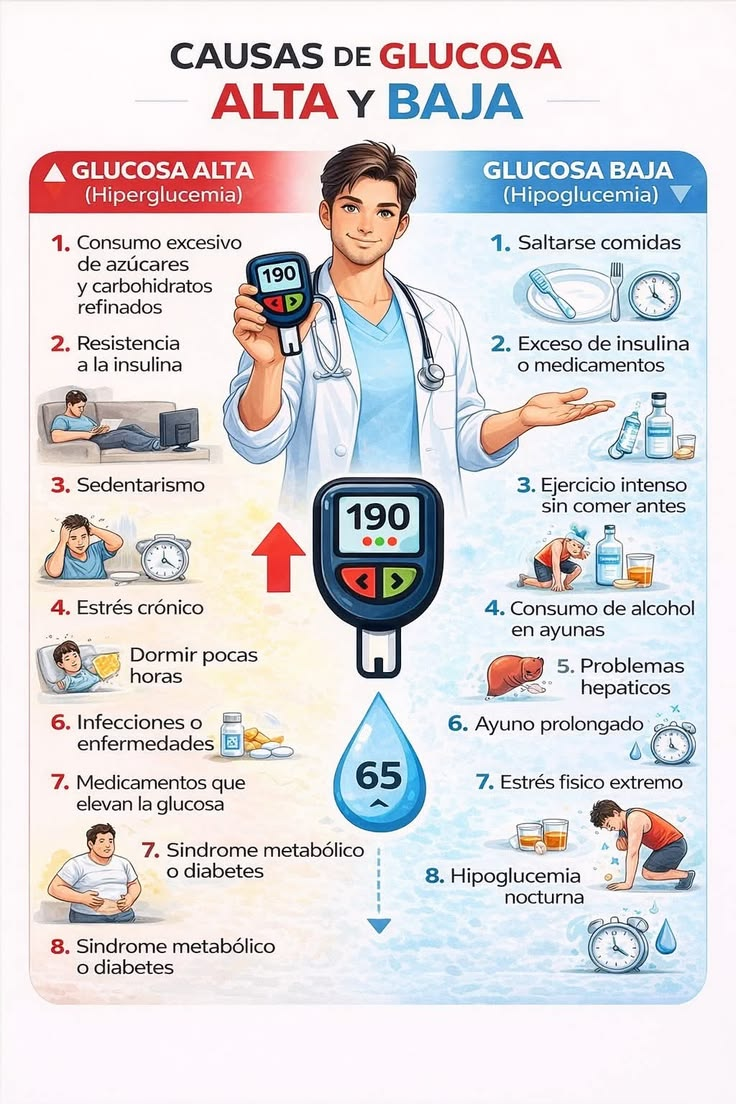 CAUSAS DE GLUCOSA
ALTA Y BAJA
GLUCOSA ALTA
(Hiperglucemia)
1. Consumo excesivo
de azúcares
y carbohidratos
refinados
2. Resistencia
a la insulina
3. Sedentarismo
4. Estrés crónico
Dormir pocas
horas
6. Infecciones o
enfermedades
7. Medicamentos que
elevan la glucosa
7. Sindrome metabólico
o diabetes
8. Sindrome metabólico
o diabetes
190
190
65
GLUCOSA BAJA
(Hipoglucemia)
1. Saltarse comidas
2. Exceso de insulina
o medicamentos
3. Ejercicio intenso
sin comer antes
4. Consumo de alcohol
en ayunas
5. Problemas
hepaticos
6. Ayuno prolongado
7. Estrés fisico extremo
8. Hipoglucemia
nocturna